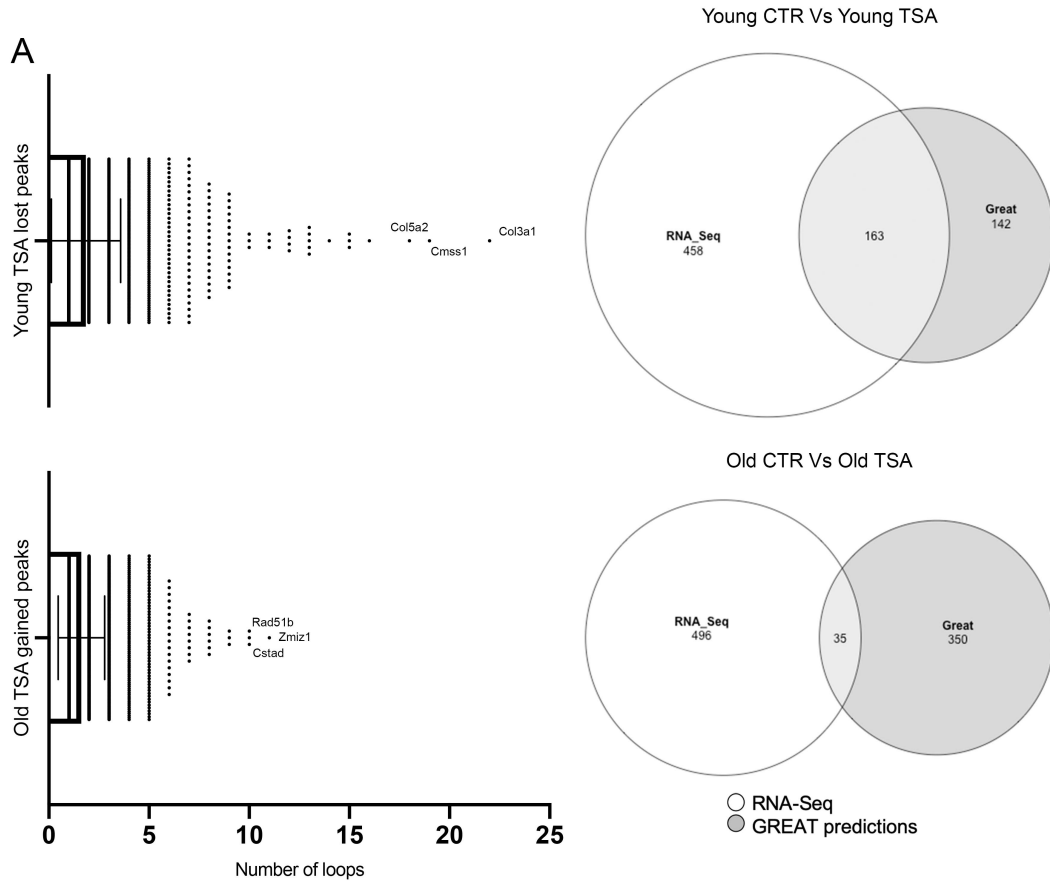 A
Young TSA lost peaks
Col5a2
Cmss1
Col3a1
Young CTR Vs Young TSA
RNA_Seq
458
163
Great
142
Old TSA gained peaks
Rad51b
Zmiz1
Cstad
0
5
10
15
20
25
Number of loops
Old CTR Vs Old TSA
RNA_Seq
496
35
Great
350
RNA-Seq
GREAT predictions